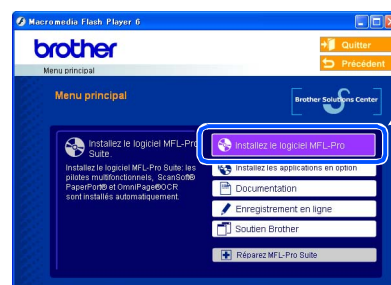 Macromedia Flash Player 6
brother
Quitter
Précédent
Menu principal
Menu principal
Brother Solutions Center
Installez le logiciel MFL-Pro
Suite
Installez le logiciel MFL-Pro Suite: les
pilotes multifonctionnels, ScanSoft®
PaperPort® et OmniPage®OCR
sont installés automatiquement.
Installez le logiciel MFL-Pro
Installez les applications en option
Documentation
Enregistrement en ligne
Soutien Brother
Réparez MFL-Pro Suite